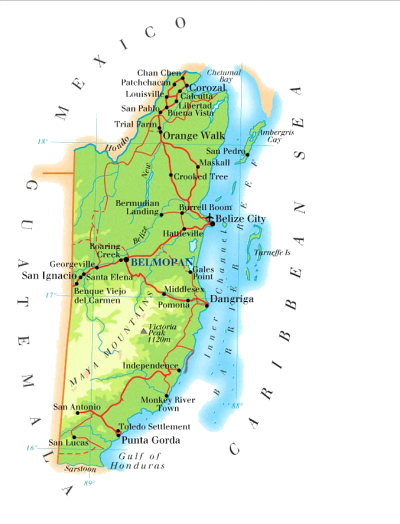 MEXICO
Chan Chen
Chetumal
Bay
Patchchacan
Corozal
Louisville
Calcutta
San Pablo
Libertad
Buena Vista
Trial Farm
Orange Walk
Ambergris
Cay
18°
Hondo
San Pedro
Maskall
New
Crooked Tree
Bermudian
Landing
Burrell Boom
Belize City
Hattieville
Belize
Roaring
Creek
Turneffe Is
Georgeville
BELMOPAN
San Ignacio
Santa Elena
Gales
Point
Benque Viejo
del Carmen
17°
Middlesex
Dangriga
Pomona
Victoria
Peak
1120m
MAYA MOUNTAINS
Inner Channel
BARRIER REEF
CARIBBEAN SEA
GUATEMALA
Independence
Monkey River
Town
88°
San Antonio
Toledo Settlement
Punta Gorda
San Lucas
16°
Gulf of
Honduras
Sarstoon
89°